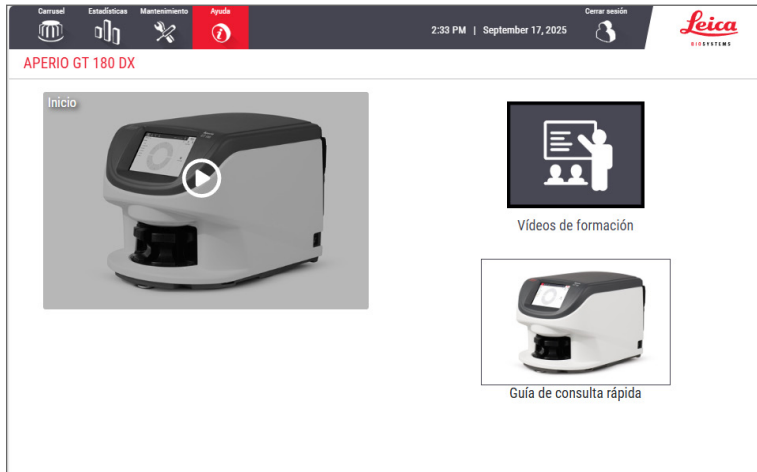 Carrusel
Estadísticas
Mantenimiento
Ayuda
2:33 PM | September 17, 2025
Cerrar sesión
Leica
BIOSYSTEMS
APERIO GT 180 DX
Inicio
Vídeos de formación
Guía de consulta rápida